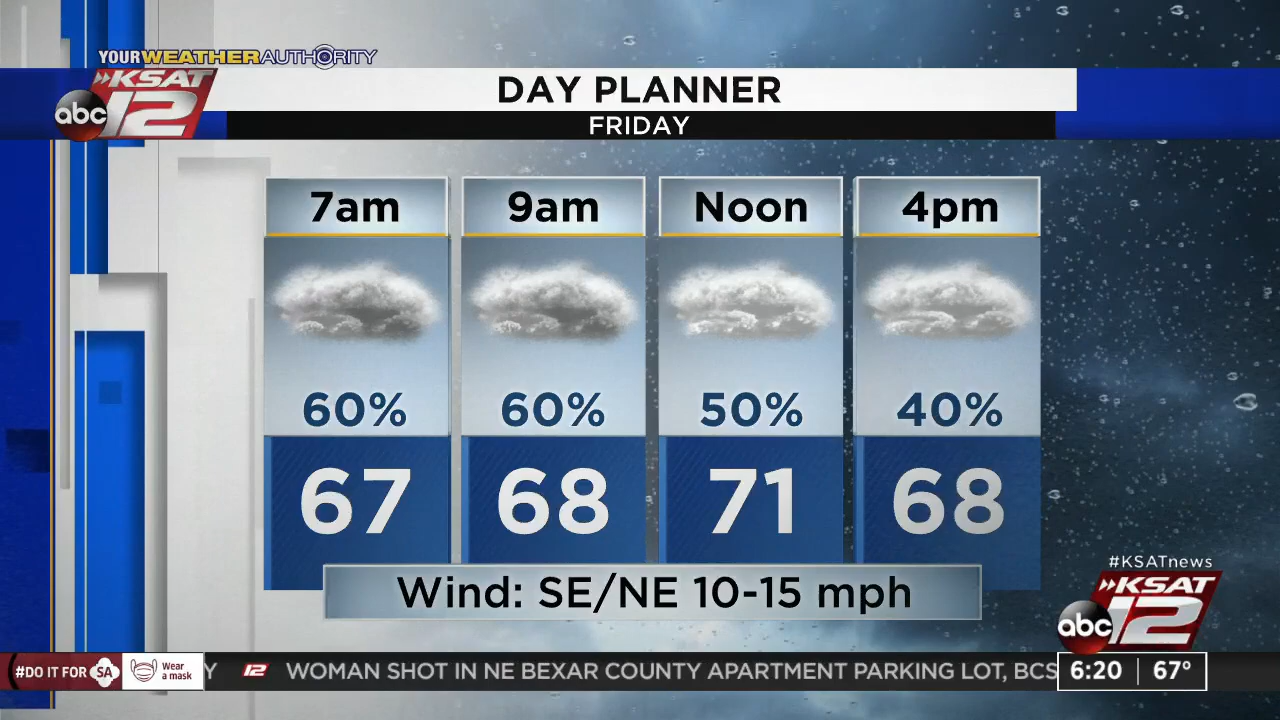 YOURWEATHERAUTHORITY
KSAT
abc 12
DAY PLANNER
FRIDAY
7am 9am Noon 4pm
60% 60% 50% 40%
67 68 71 68
Wind: SE/NE 10-15 mph
#KSATnews
KSAT
abc 12
#DO IT FOR SA Wear a mask Y 12 WOMAN SHOT IN NE BEXAR COUNTY APARTMENT PARKING LOT, BCS 6:20 67°